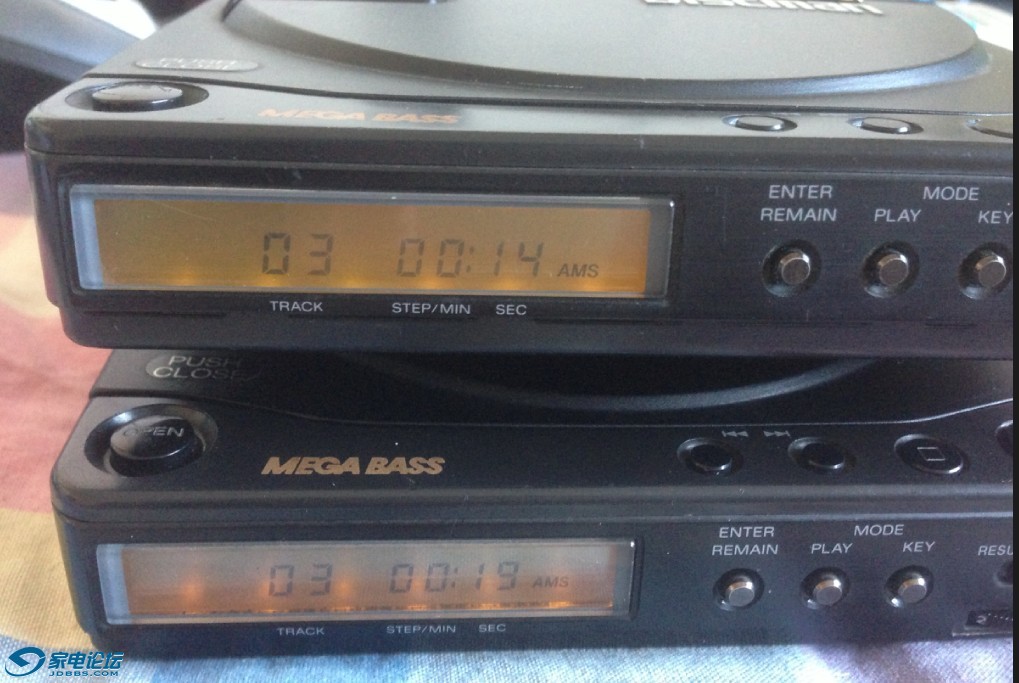 Discman
MEGA BASS
ENTER
REMAIN
MODE
PLAY
KEY
03 00:14 AMS
TRACK STEP/MIN SEC
PUSH
CLOSE
OPEN
MEGA BASS
ENTER
REMAIN
MODE
PLAY
KEY
03 00:19 AMS
TRACK STEP/MIN SEC
家电论坛
JDBBS.COM